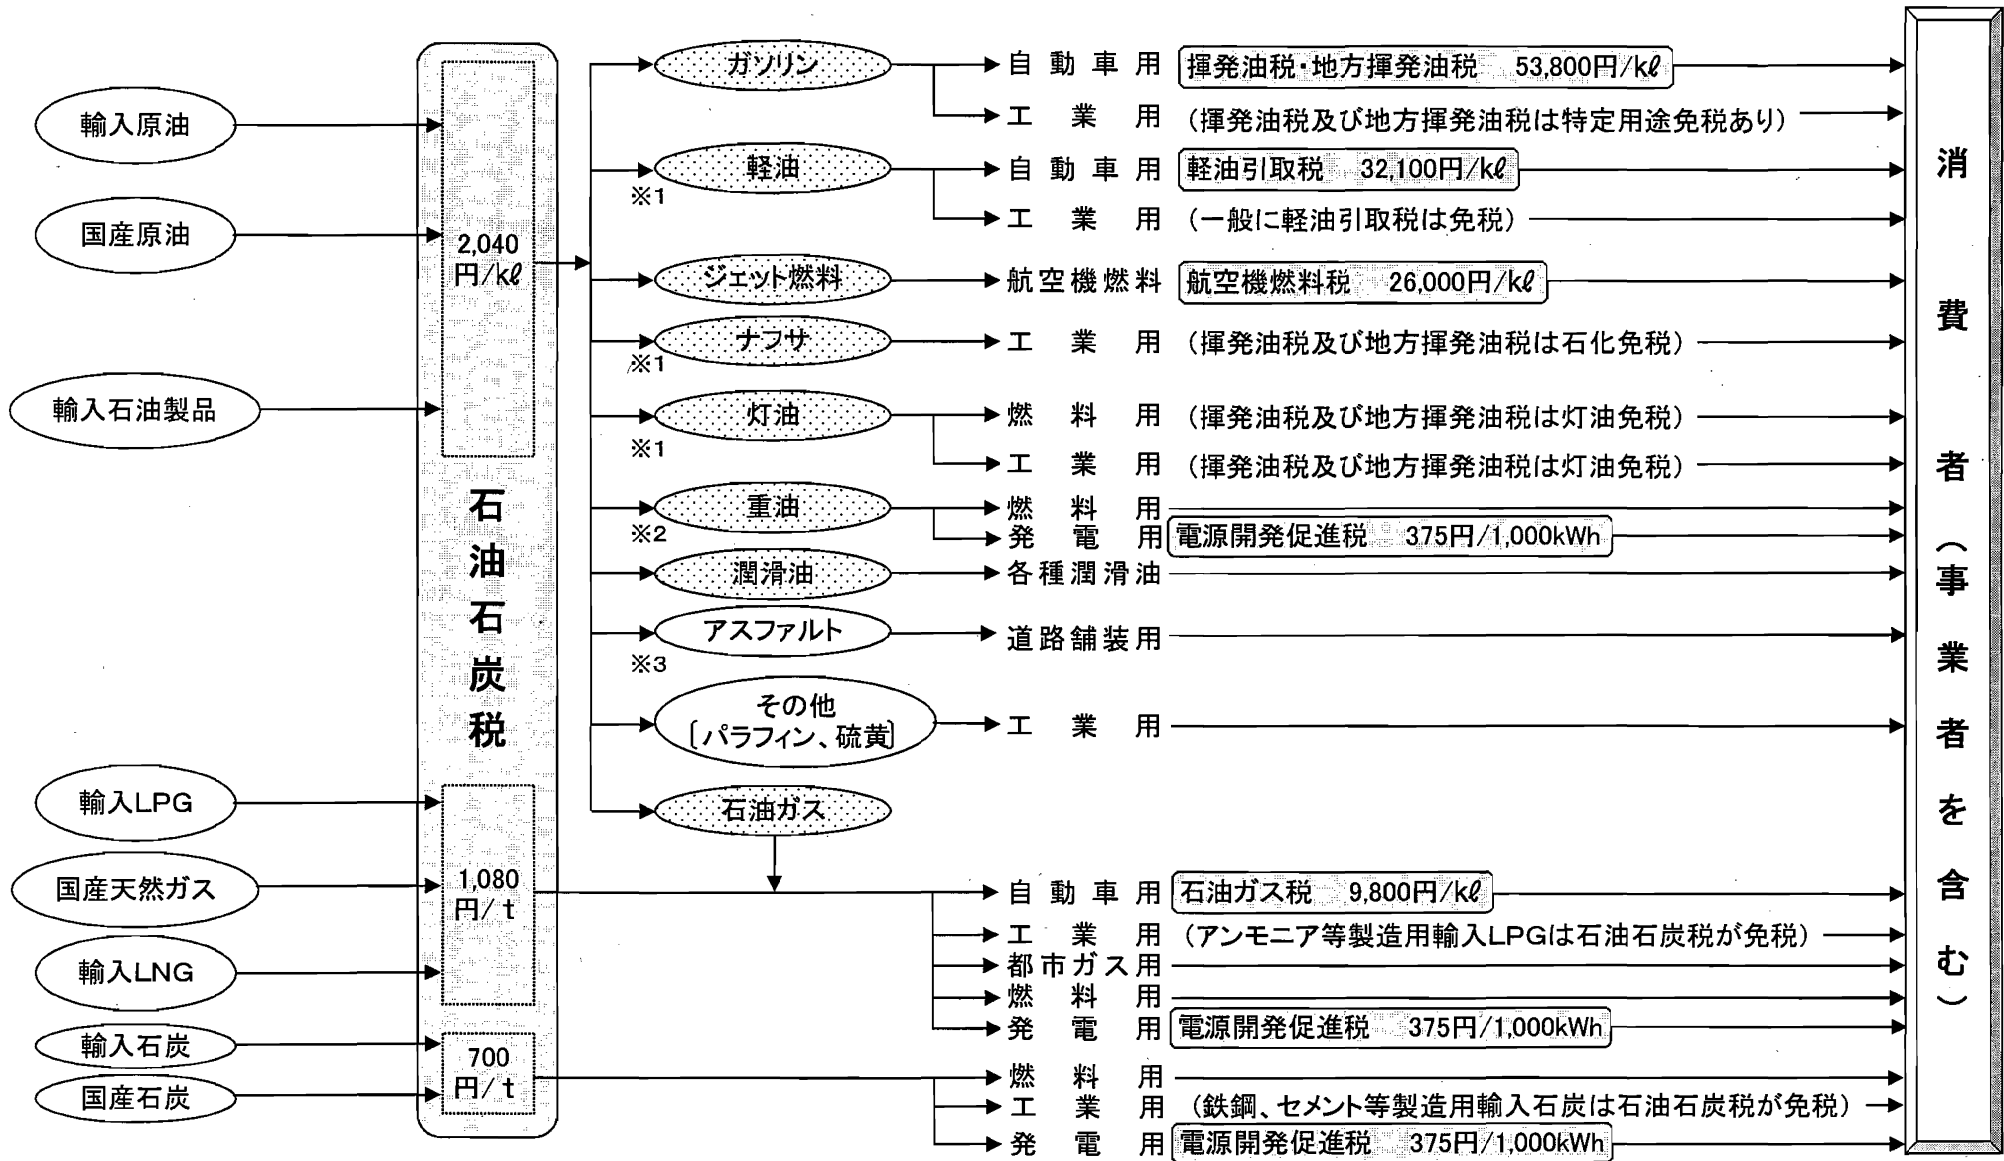 輸入原油
国産原油
輸入石油製品
輸入LPG
国産天然ガス
輸入LNG
輸入石炭
国産石炭
2,040
円/kℓ
石油石炭税
1,080
円/t
700
円/t
ガソリン
自動車用 揮発油税・地方揮発油税 53,800円/kℓ
工業用 (揮発油税及び地方揮発油税は特定用途免税あり)
軽油
※1
自動車用 軽油引取税 32,100円/kℓ
工業用 (一般に軽油引取税は免税)
ジェット燃料
航空機燃料 航空機燃料税 26,000円/kℓ
ナフサ
※1
工業用 (揮発油税及び地方揮発油税は石化免税)
灯油
※1
燃料用 (揮発油税及び地方揮発油税は灯油免税)
工業用 (揮発油税及び地方揮発油税は灯油免税)
重油
※2
燃料用
発電用 電源開発促進税 375円/1,000kWh
潤滑油
各種潤滑油
アスファルト
※3
道路舗装用
その他
[パラフィン、硫黄]
工業用
石油ガス
自動車用 石油ガス税 9,800円/kℓ
工業用 (アンモニア等製造用輸入LPGは石油石炭税が免税)
都市ガス用
燃料用
発電用 電源開発促進税 375円/1,000kWh
燃料用
工業用 (鉄鋼、セメント等製造用輸入石炭は石油石炭税が免税)
発電用 電源開発促進税 375円/1,000kWh
消費者(事業者を含む)